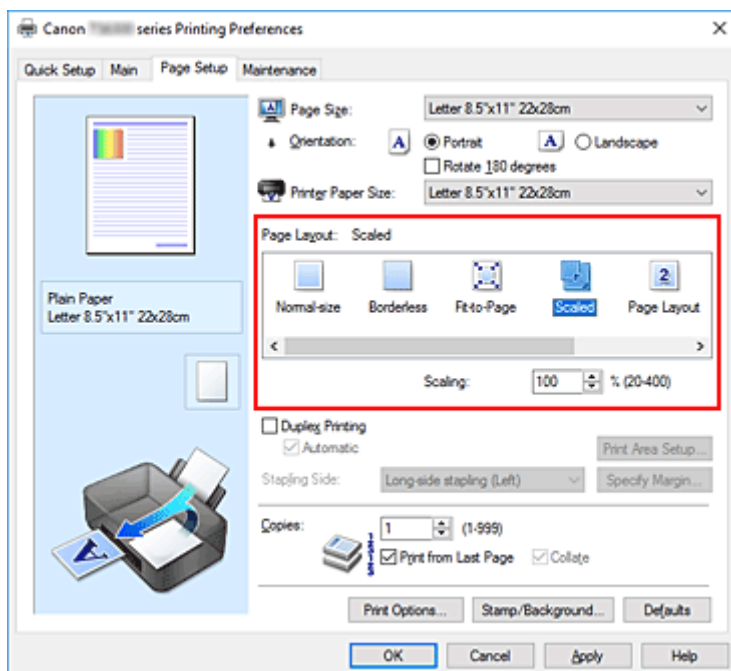 Canon series Printing Preferences
Quick Setup Main Page Setup Maintenance
Page Size: Letter 8.5"x11" 22x28cm
Orientation: A Portrait A Landscape
Rotate 180 degrees
Printer Paper Size: Letter 8.5"x11" 22x28cm
Page Layout: Scaled
2
Normal-size Borderless Fit-to-Page Scaled Page Layout
Scaling: 100 % (20-400)
Plain Paper
Letter 8.5"x11" 22x28cm
Duplex Printing
Automatic Print Area Setup...
Stapling Side: Long-side stapling (Left) Specify Margin...
Copies: 1 (1-999)
Print from Last Page Collate
A
Print Options... Stamp/Background... Defaults
OK Cancel Apply Help